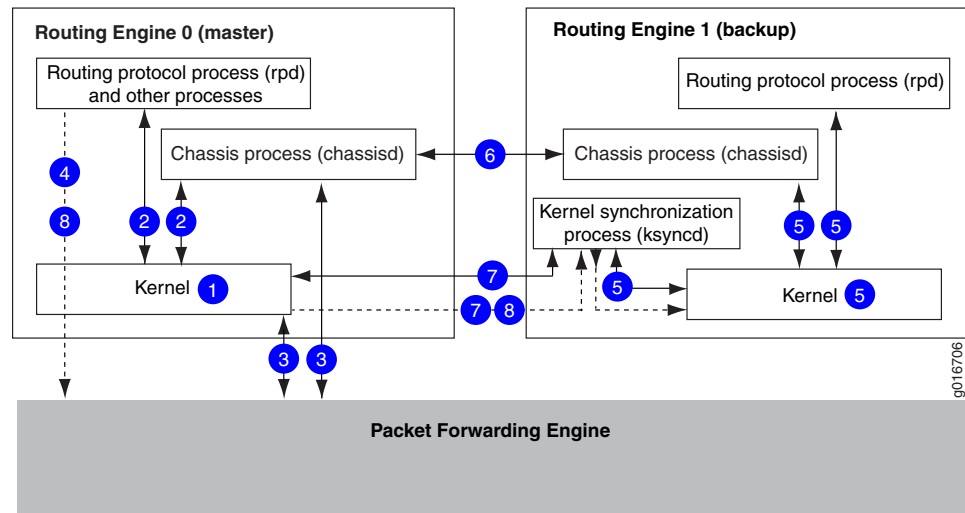 Routing Engine 0 (master)
Routing Engine 1 (backup)
Routing protocol process (rpd)
and other processes
Routing protocol process (rpd)
Chassis process (chassisd)
6
Chassis process (chassisd)
4
8
2
2
Kernel synchronization
process (ksyncd)
5
5
Kernel 1
7
7 8
5
Kernel 5
3
3
g016706
Packet Forwarding Engine